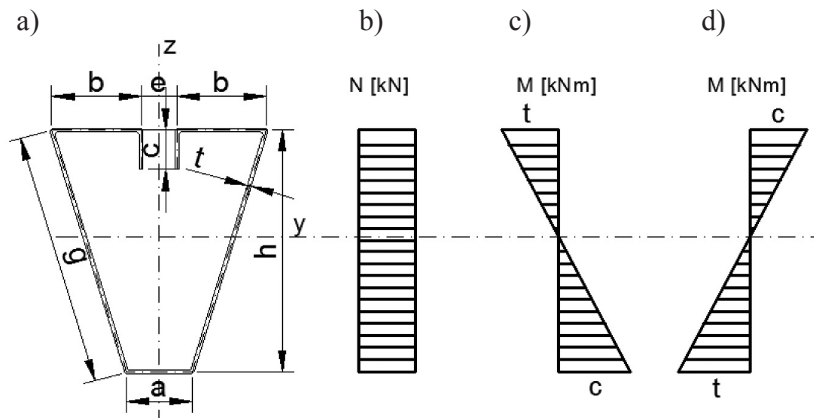 a) b) c) d)
z
b e b N [kN] M [kNm] M [kNm]
t c
c t
y
g h
a c t